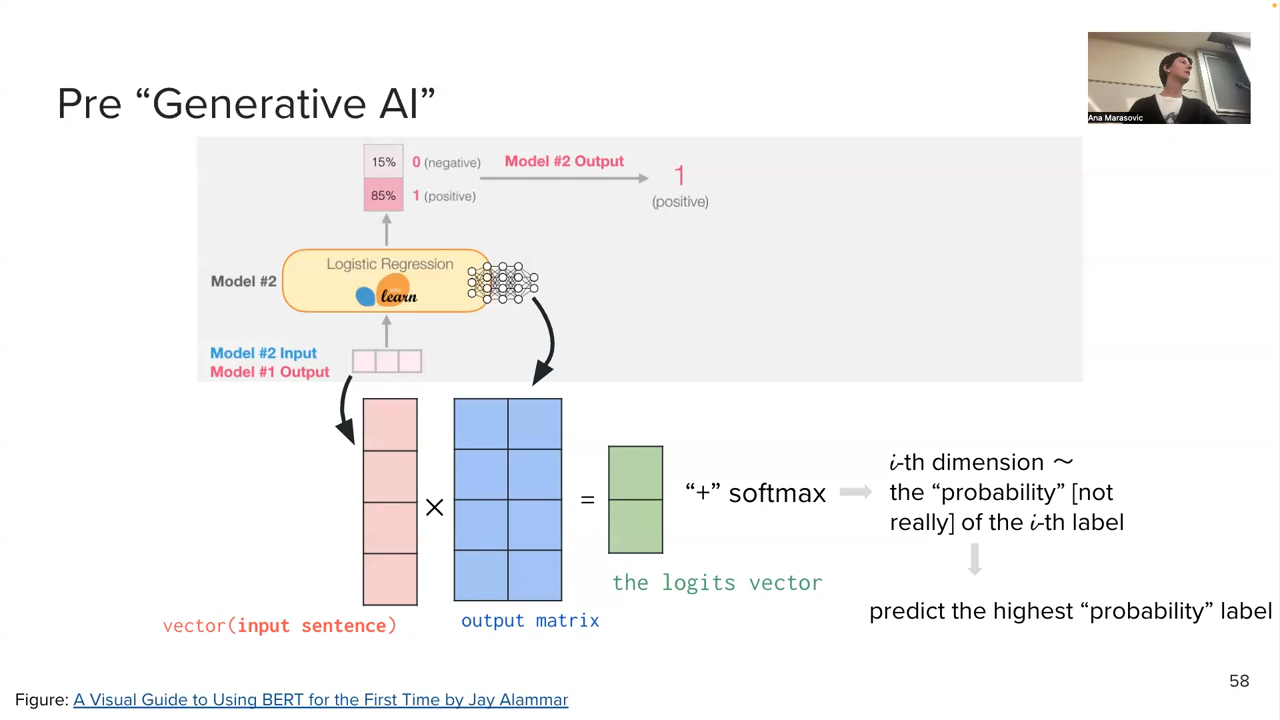 Ana Marasovic
Pre “Generative AI”
15% 0 (negative) Model #2 Output 1
85% 1 (positive) (positive)
Logistic Regression
Model #2
learn
Model #2 Input
Model #1 Output
× = “+” softmax
𝑖-th dimension ～
the “probability” [not
really] of the 𝑖-th label
the logits vector
predict the highest “probability” label
vector(input sentence)
output matrix
58
Figure: A Visual Guide to Using BERT for the First Time by Jay Alammar